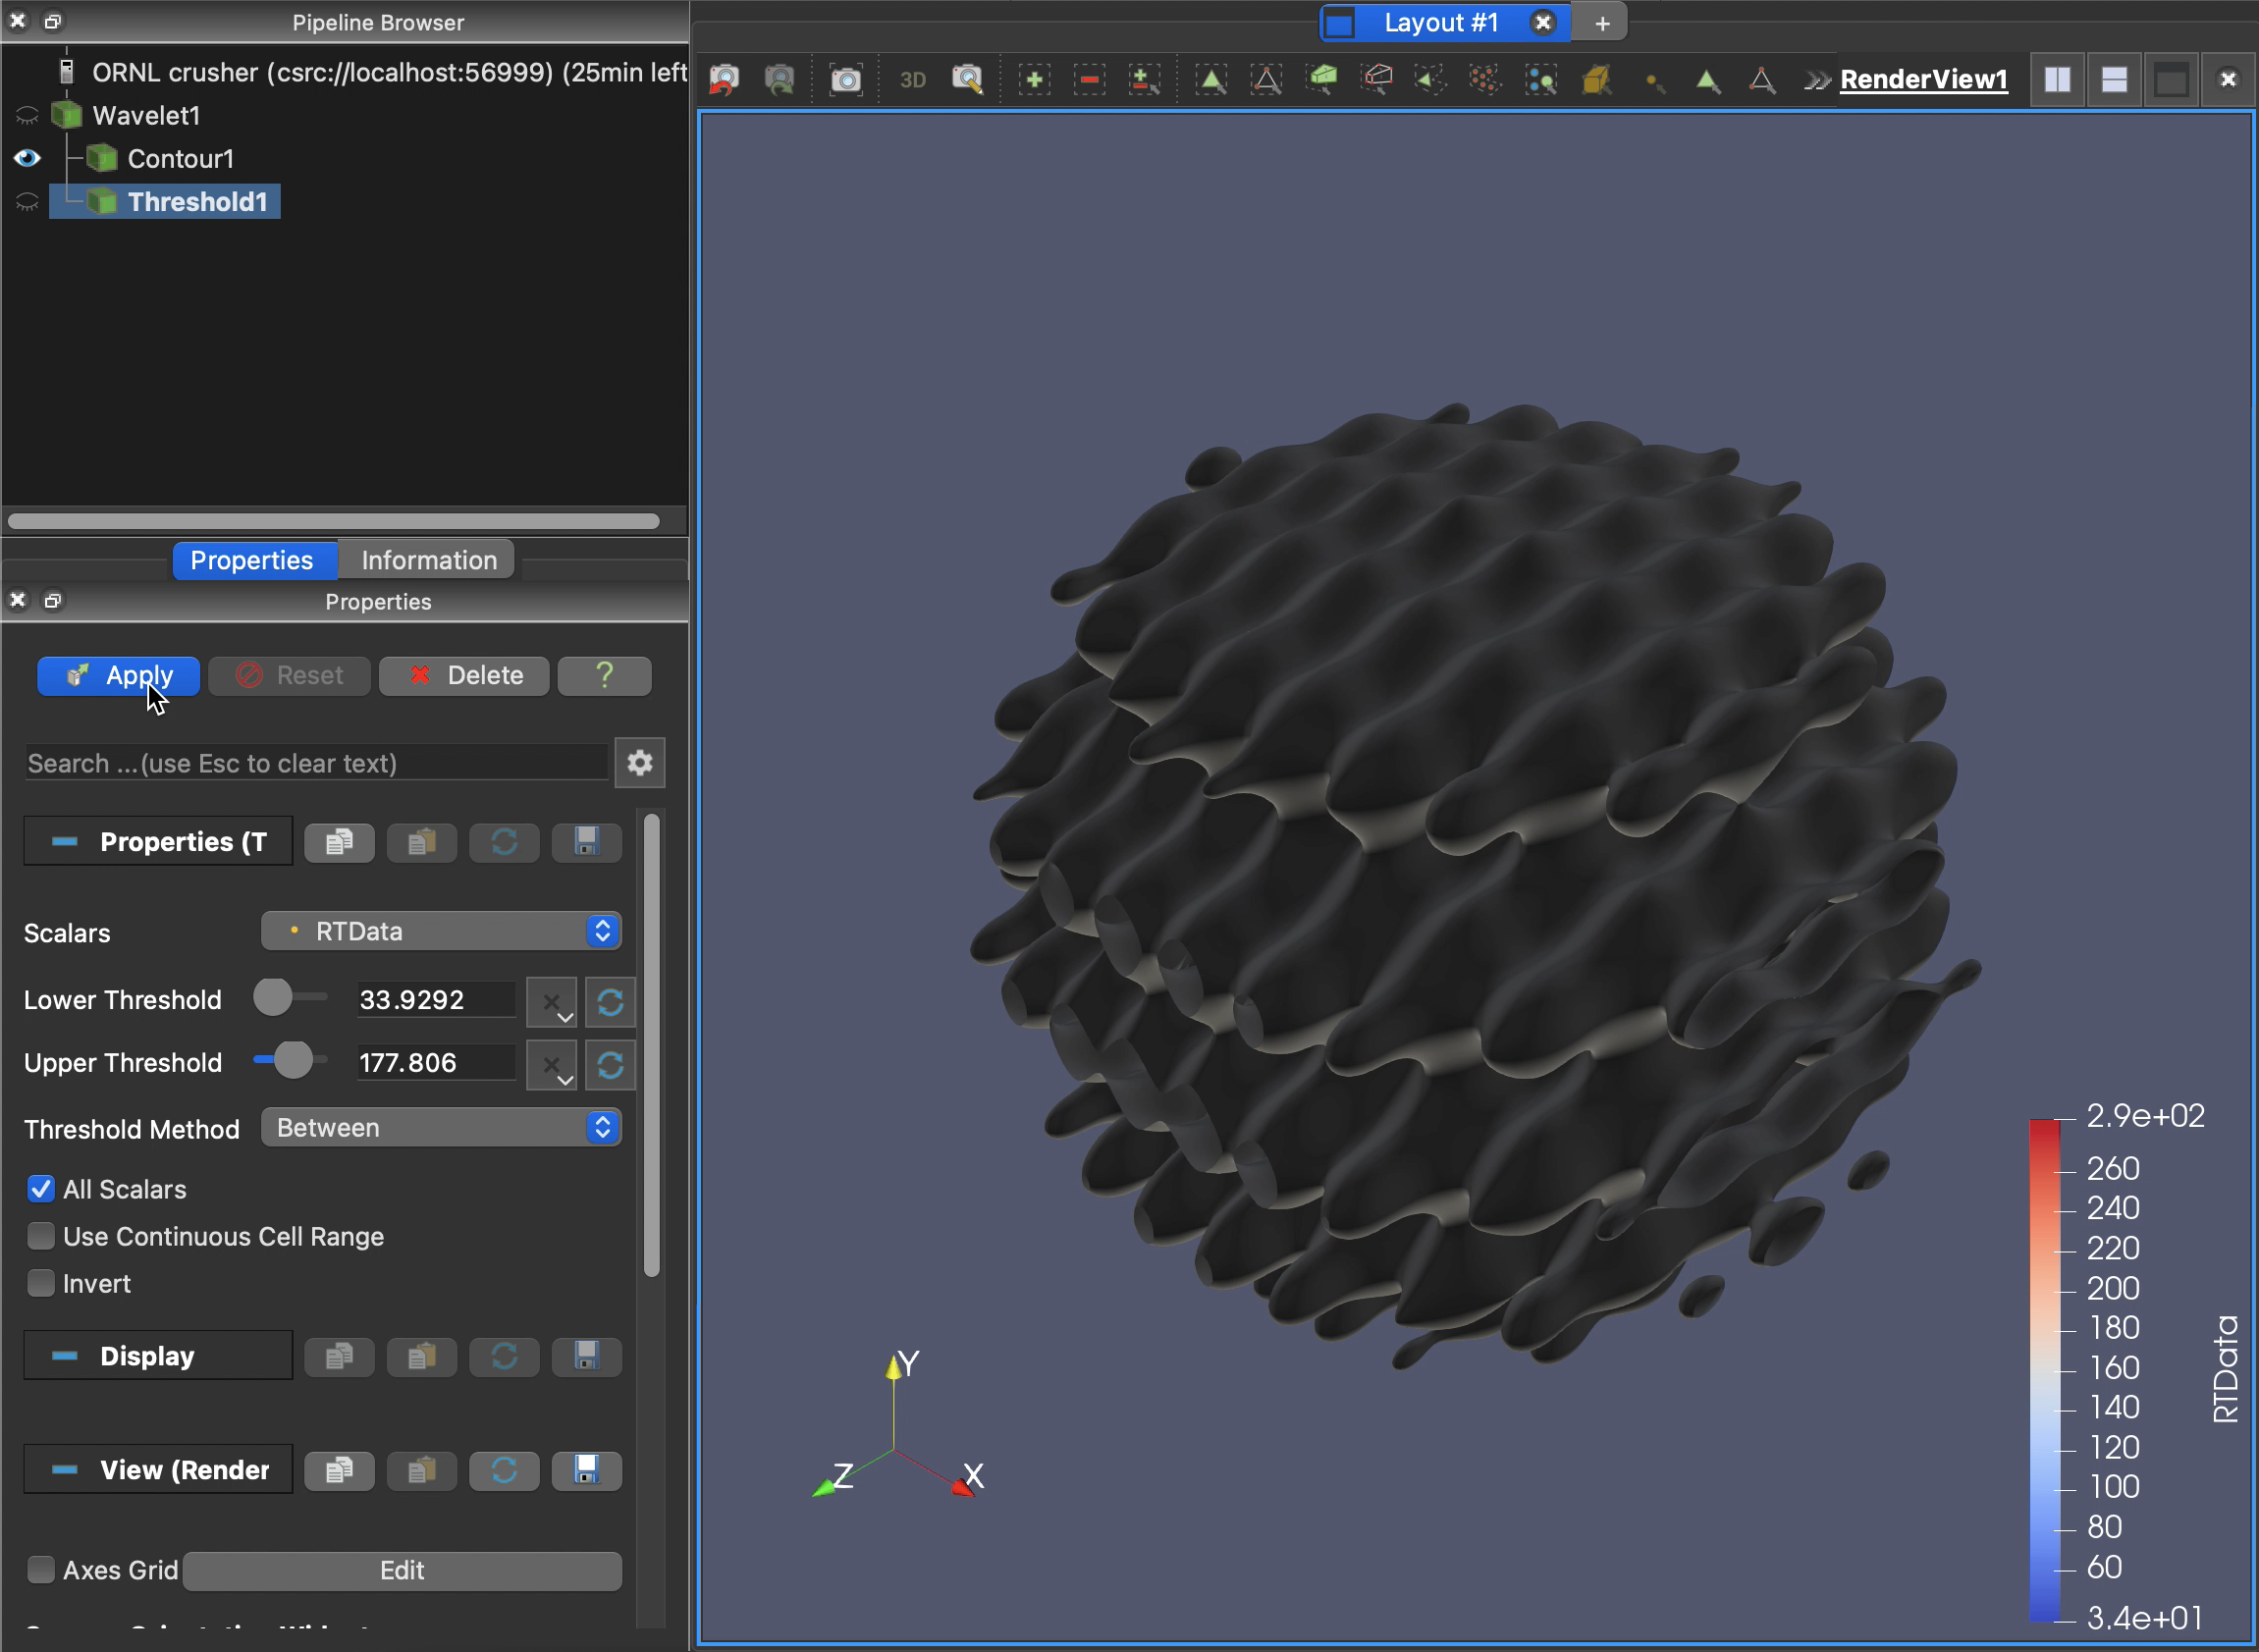 Pipeline Browser
ORNL crusher (csrc://localhost:56999) (25min left
Wavelet1
Contour1
Threshold1
Properties
Information
Properties
Apply
Reset
Delete
?
Search ... (use Esc to clear text)
Properties (T
Scalars
RTData
Lower Threshold
33.9292
Upper Threshold
177.806
Threshold Method
Between
All Scalars
Use Continuous Cell Range
Invert
Display
View (Render
Axes Grid
Edit
Layout #1
+
3D
RenderView1
Y
Z
X
2.9e+02
260
240
220
200
180
160
140
120
100
80
60
3.4e+01
RTData